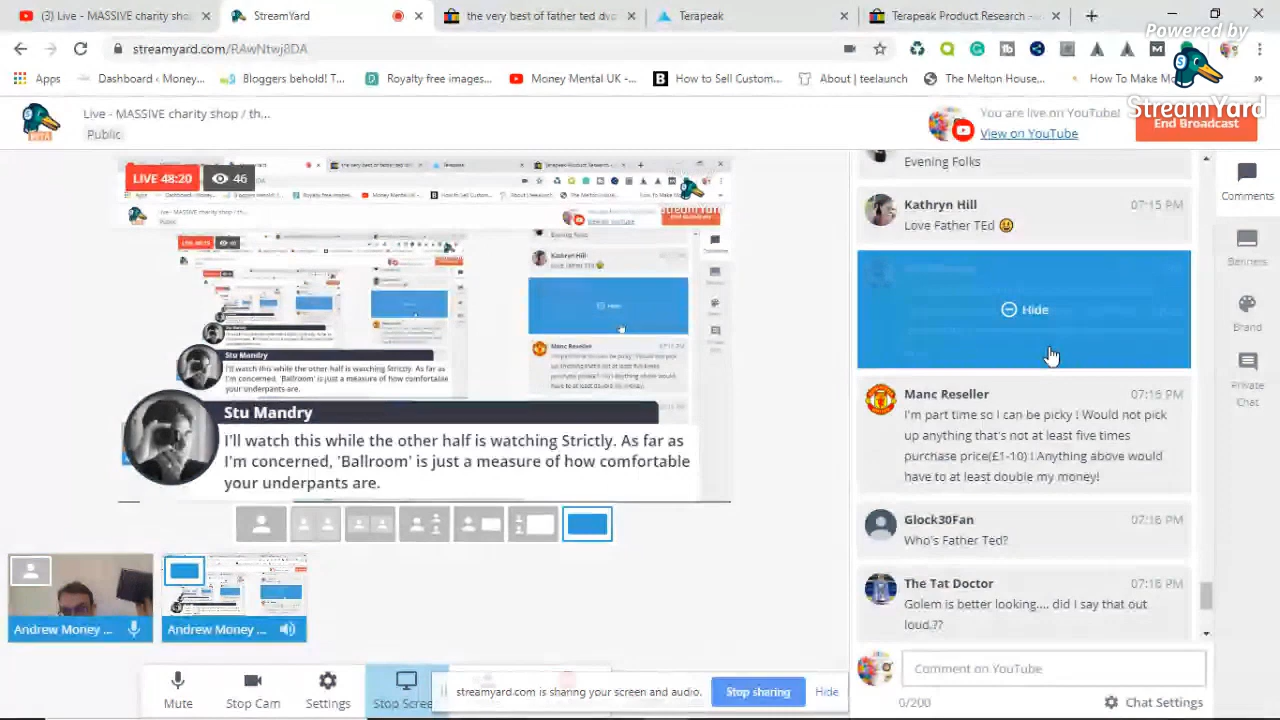 (3) Live - MASSIVE charity shop
StreamYard
the very best of father ted dvd
Terapeak
Terapeak Product Research -
streamyard.com/RAwNtwj8DA
Powered by
StreamYard
Apps
Dashboard ‹ Money...
Bloggers behold! T...
Royalty free images...
Money Mental UK -...
How to Sell Custom...
About | teelaunch
The Melton House...
How To Make Mo
Live - MASSIVE charity shop / th...
Public
BETA
You are live on YouTube!
View on YouTube
End Broadcast
LIVE 48:20
46
Evening Folks
Kathryn Hill 07:15 PM
Love Father TEd
Hide
Manc Reseller 07:15 PM
I'm part time so I can be picky ! Would not pick
up anything that's not at least five times
purchase price(£1-10) ! Anything above would
have to at least double my money!
Glock30Fan 07:16 PM
Who's Father Ted?
The Tat Doctor 07:16 PM
Golem is better looking.... did I say that out
loud.??
Comments
Banners
Brand
Private
Chat
Stu Mandry
I'll watch this while the other half is watching Strictly. As far as
I'm concerned, 'Ballroom' is just a measure of how comfortable
your underpants are.
Andrew Money ...
Andrew Money ...
Mute
Stop Cam
Settings
Stop Scree
streamyard.com is sharing your screen and audio.
Stop sharing
Hide
Comment on YouTube
0/200
Chat Settings